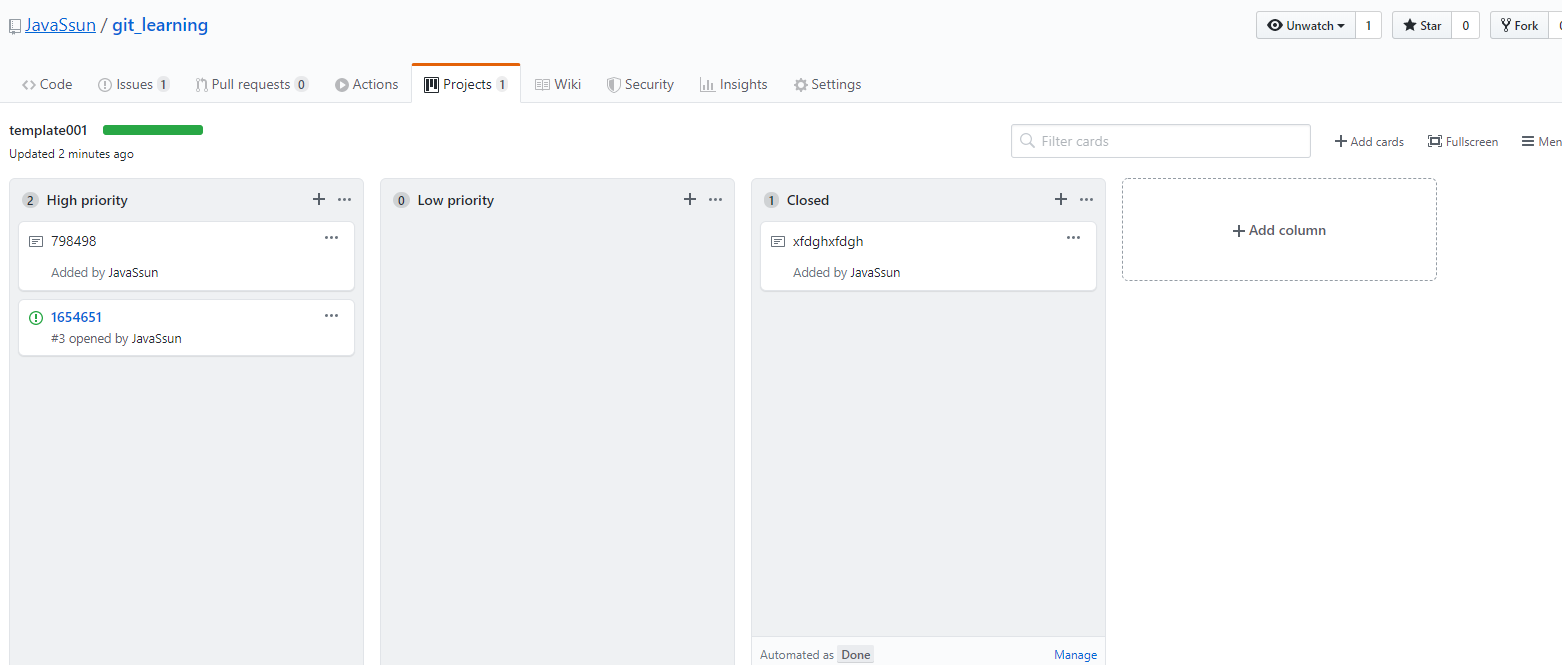 JavaSsun / git_learning
Unwatch 1 Star 0 Fork
Code Issues 1 Pull requests 0 Actions Projects 1 Wiki Security Insights Settings
template001
Updated 2 minutes ago
Filter cards
Add cards Fullscreen Men
2 High priority
798498
Added by JavaSsun
1654651
#3 opened by JavaSsun
0 Low priority
1 Closed
xfdghxfdgh
Added by JavaSsun
Automated as Done Manage
Add column